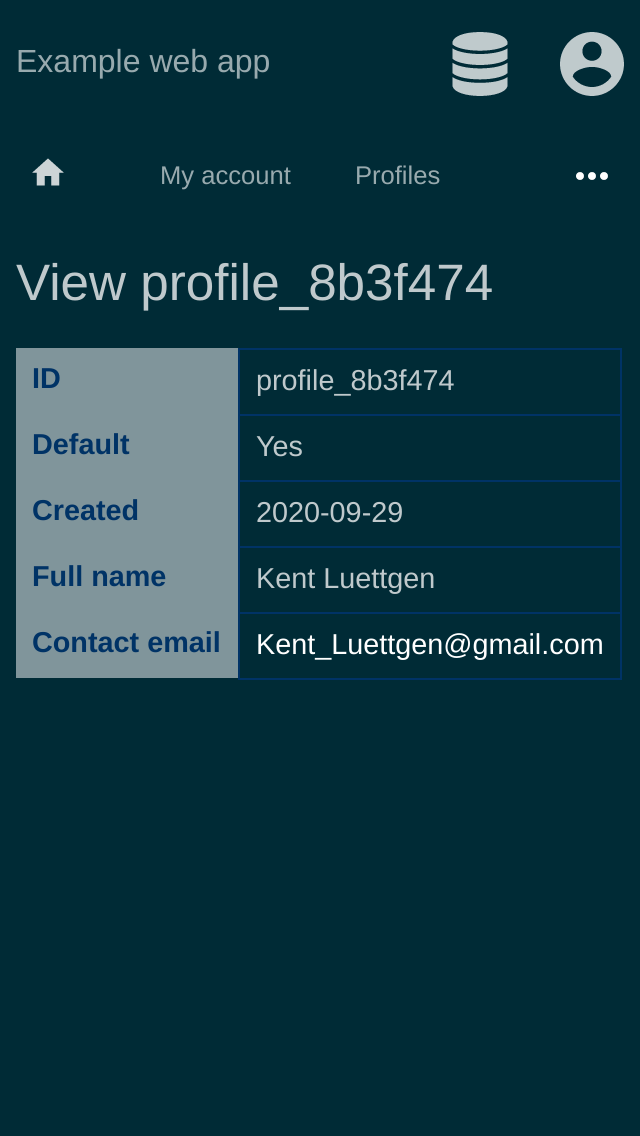 Example web app
My account Profiles
View profile_8b3f474
ID profile_8b3f474
Default Yes
Created 2020-09-29
Full name Kent Luettgen
Contact email Kent_Luettgen@gmail.com